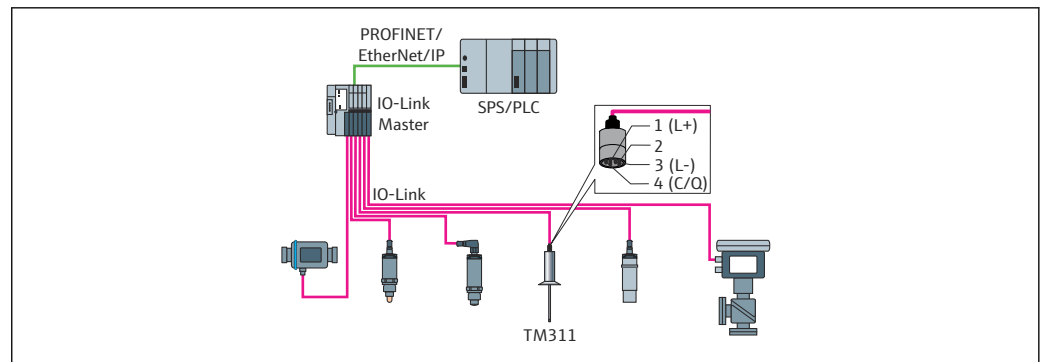 PROFINET/
EtherNet/IP
SPS/PLC
IO-Link
Master
1 (L+)
2
3 (L-)
4 (C/Q)
IO-Link
TM311